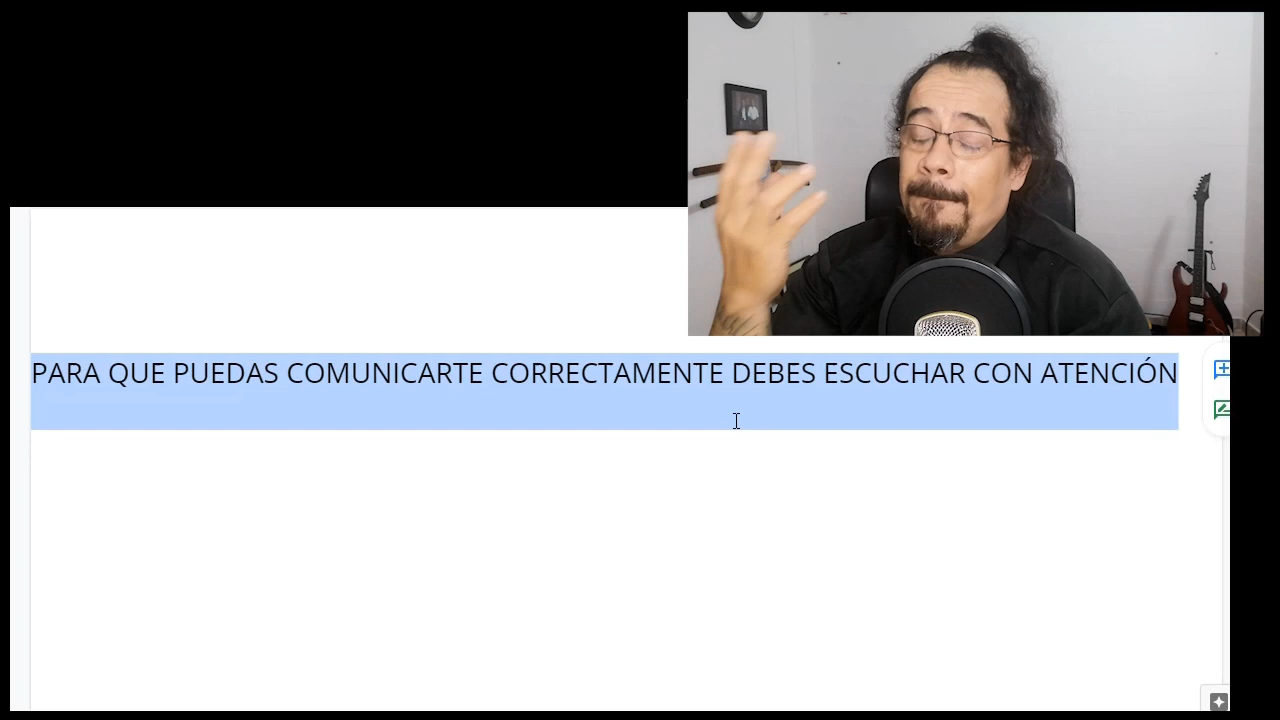 PARA QUE PUEDAS COMUNICARTE CORRECTAMENTE DEBES ESCUCHAR CON ATENCIÓN